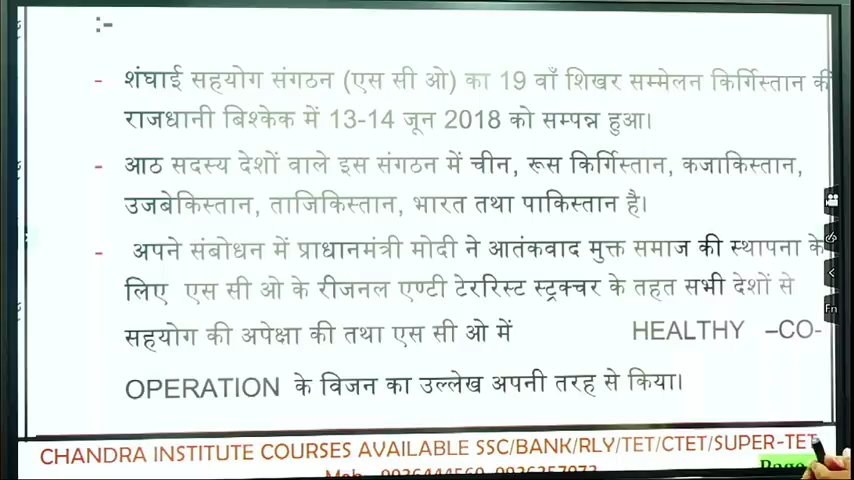 :-
- शंघाई सहयोग संगठन (एस सी ओ) का 19 वाँ शिखर सम्मेलन किर्गिस्तान की
राजधानी बिश्केक में 13-14 जून 2018 को सम्पन्न हुआ।
- आठ सदस्य देशों वाले इस संगठन में चीन, रूस किर्गिस्तान, कजाकिस्तान,
उजबेकिस्तान, ताजिकिस्तान, भारत तथा पाकिस्तान है।
- अपने संबोधन में प्राधानमंत्री मोदी ने आतंकवाद मुक्त समाज की स्थापना के
लिए एस सी ओ के रीजनल एण्टी टेररिस्ट स्ट्रक्चर के तहत सभी देशों से
सहयोग की अपेक्षा की तथा एस सी ओ में HEALTHY –CO-
OPERATION के विजन का उल्लेख अपनी तरह से किया।
CHANDRA INSTITUTE COURSES AVAILABLE SSC/BANK/RLY/TET/CTET/SUPER-TET
Page
Fn